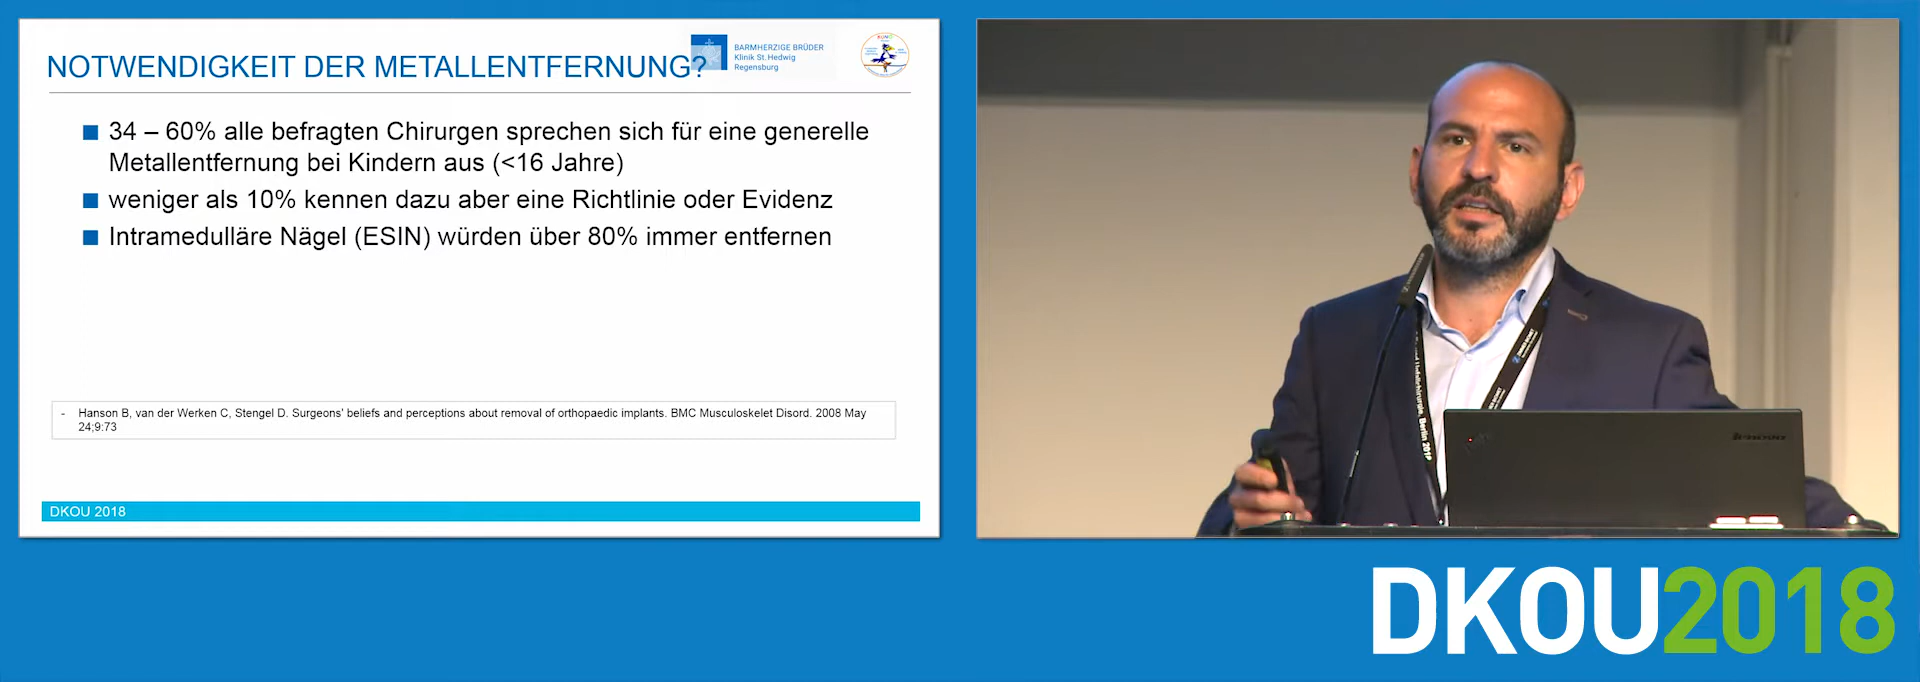 NOTWENDIGKEIT DER METALLENTFERNUNG?
BARMHERZIGE BRÜDER
Klinik St. Hedwig
Regensburg
34 – 60% alle befragten Chirurgen sprechen sich für eine generelle
Metallentfernung bei Kindern aus (<16 Jahre)
weniger als 10% kennen dazu aber eine Richtlinie oder Evidenz
Intramedulläre Nägel (ESIN) würden über 80% immer entfernen
- Hanson B, van der Werken C, Stengel D. Surgeons' beliefs and perceptions about removal of orthopaedic implants. BMC Musculoskelet Disord. 2008 May
24;9:73
DKOU 2018
lenovo
DKOU2018